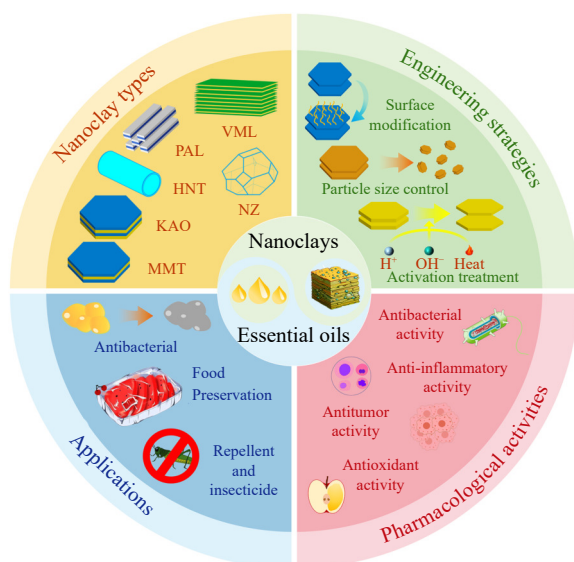 Nanoclay types
VML
PAL
HNT
NZ
KAO
MMT
Engineering strategies
Surface
modification
Particle size control
H⁺ OH⁻ Heat
Activation treatment
Nanoclays
Essential oils
Applications
Antibacterial
Food
Preservation
Repellent
and
insecticide
Pharmacological activities
Antibacterial
activity
Anti-inflammatory
activity
Antitumor
activity
Antioxidant
activity